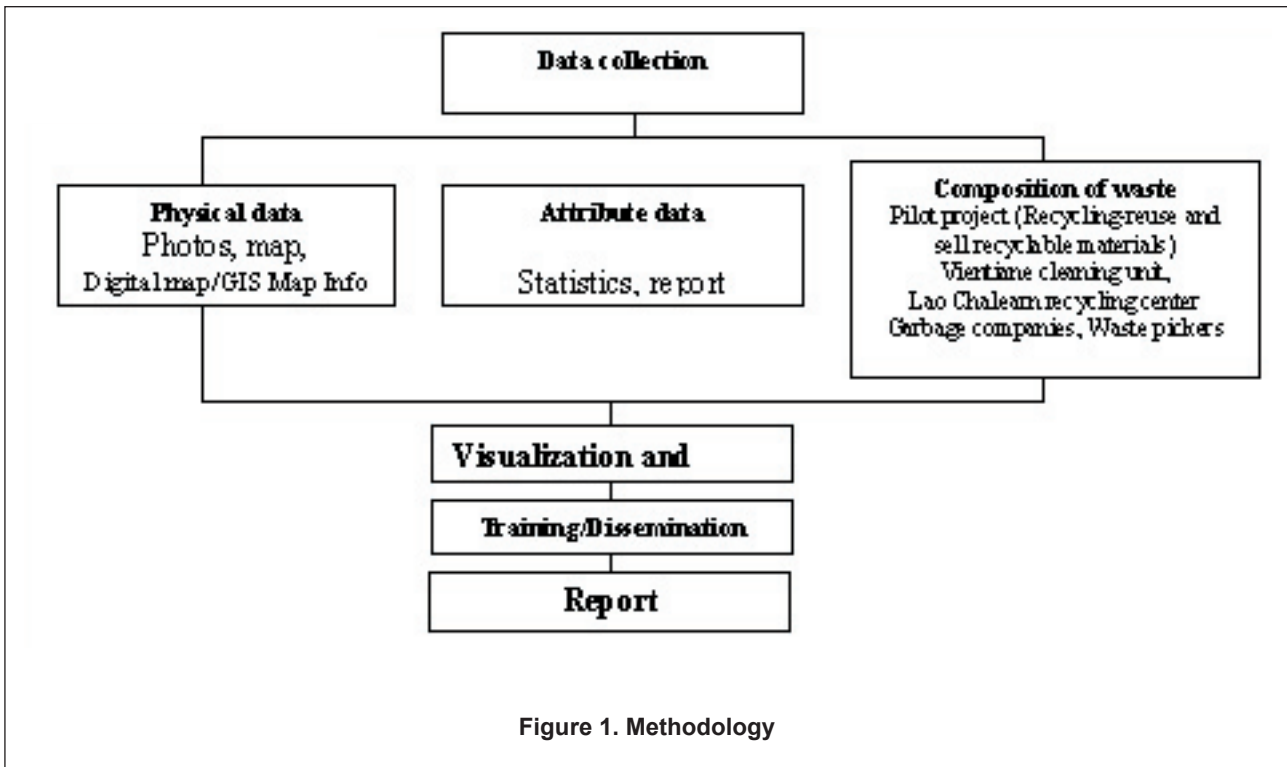 Data collection
Physical data
Photos, map,
Digital map/GIS Map Info
Attribute data
Statistics, report
Composition of waste
Pilot project (Recycling-reuse and
sell recyclable materials)
Vientiane cleaning unit,
Lao Chalearn recycling center
Garbage companies, Waste pickers
Visualization and
Training/Dissemination
Report
Figure 1. Methodology